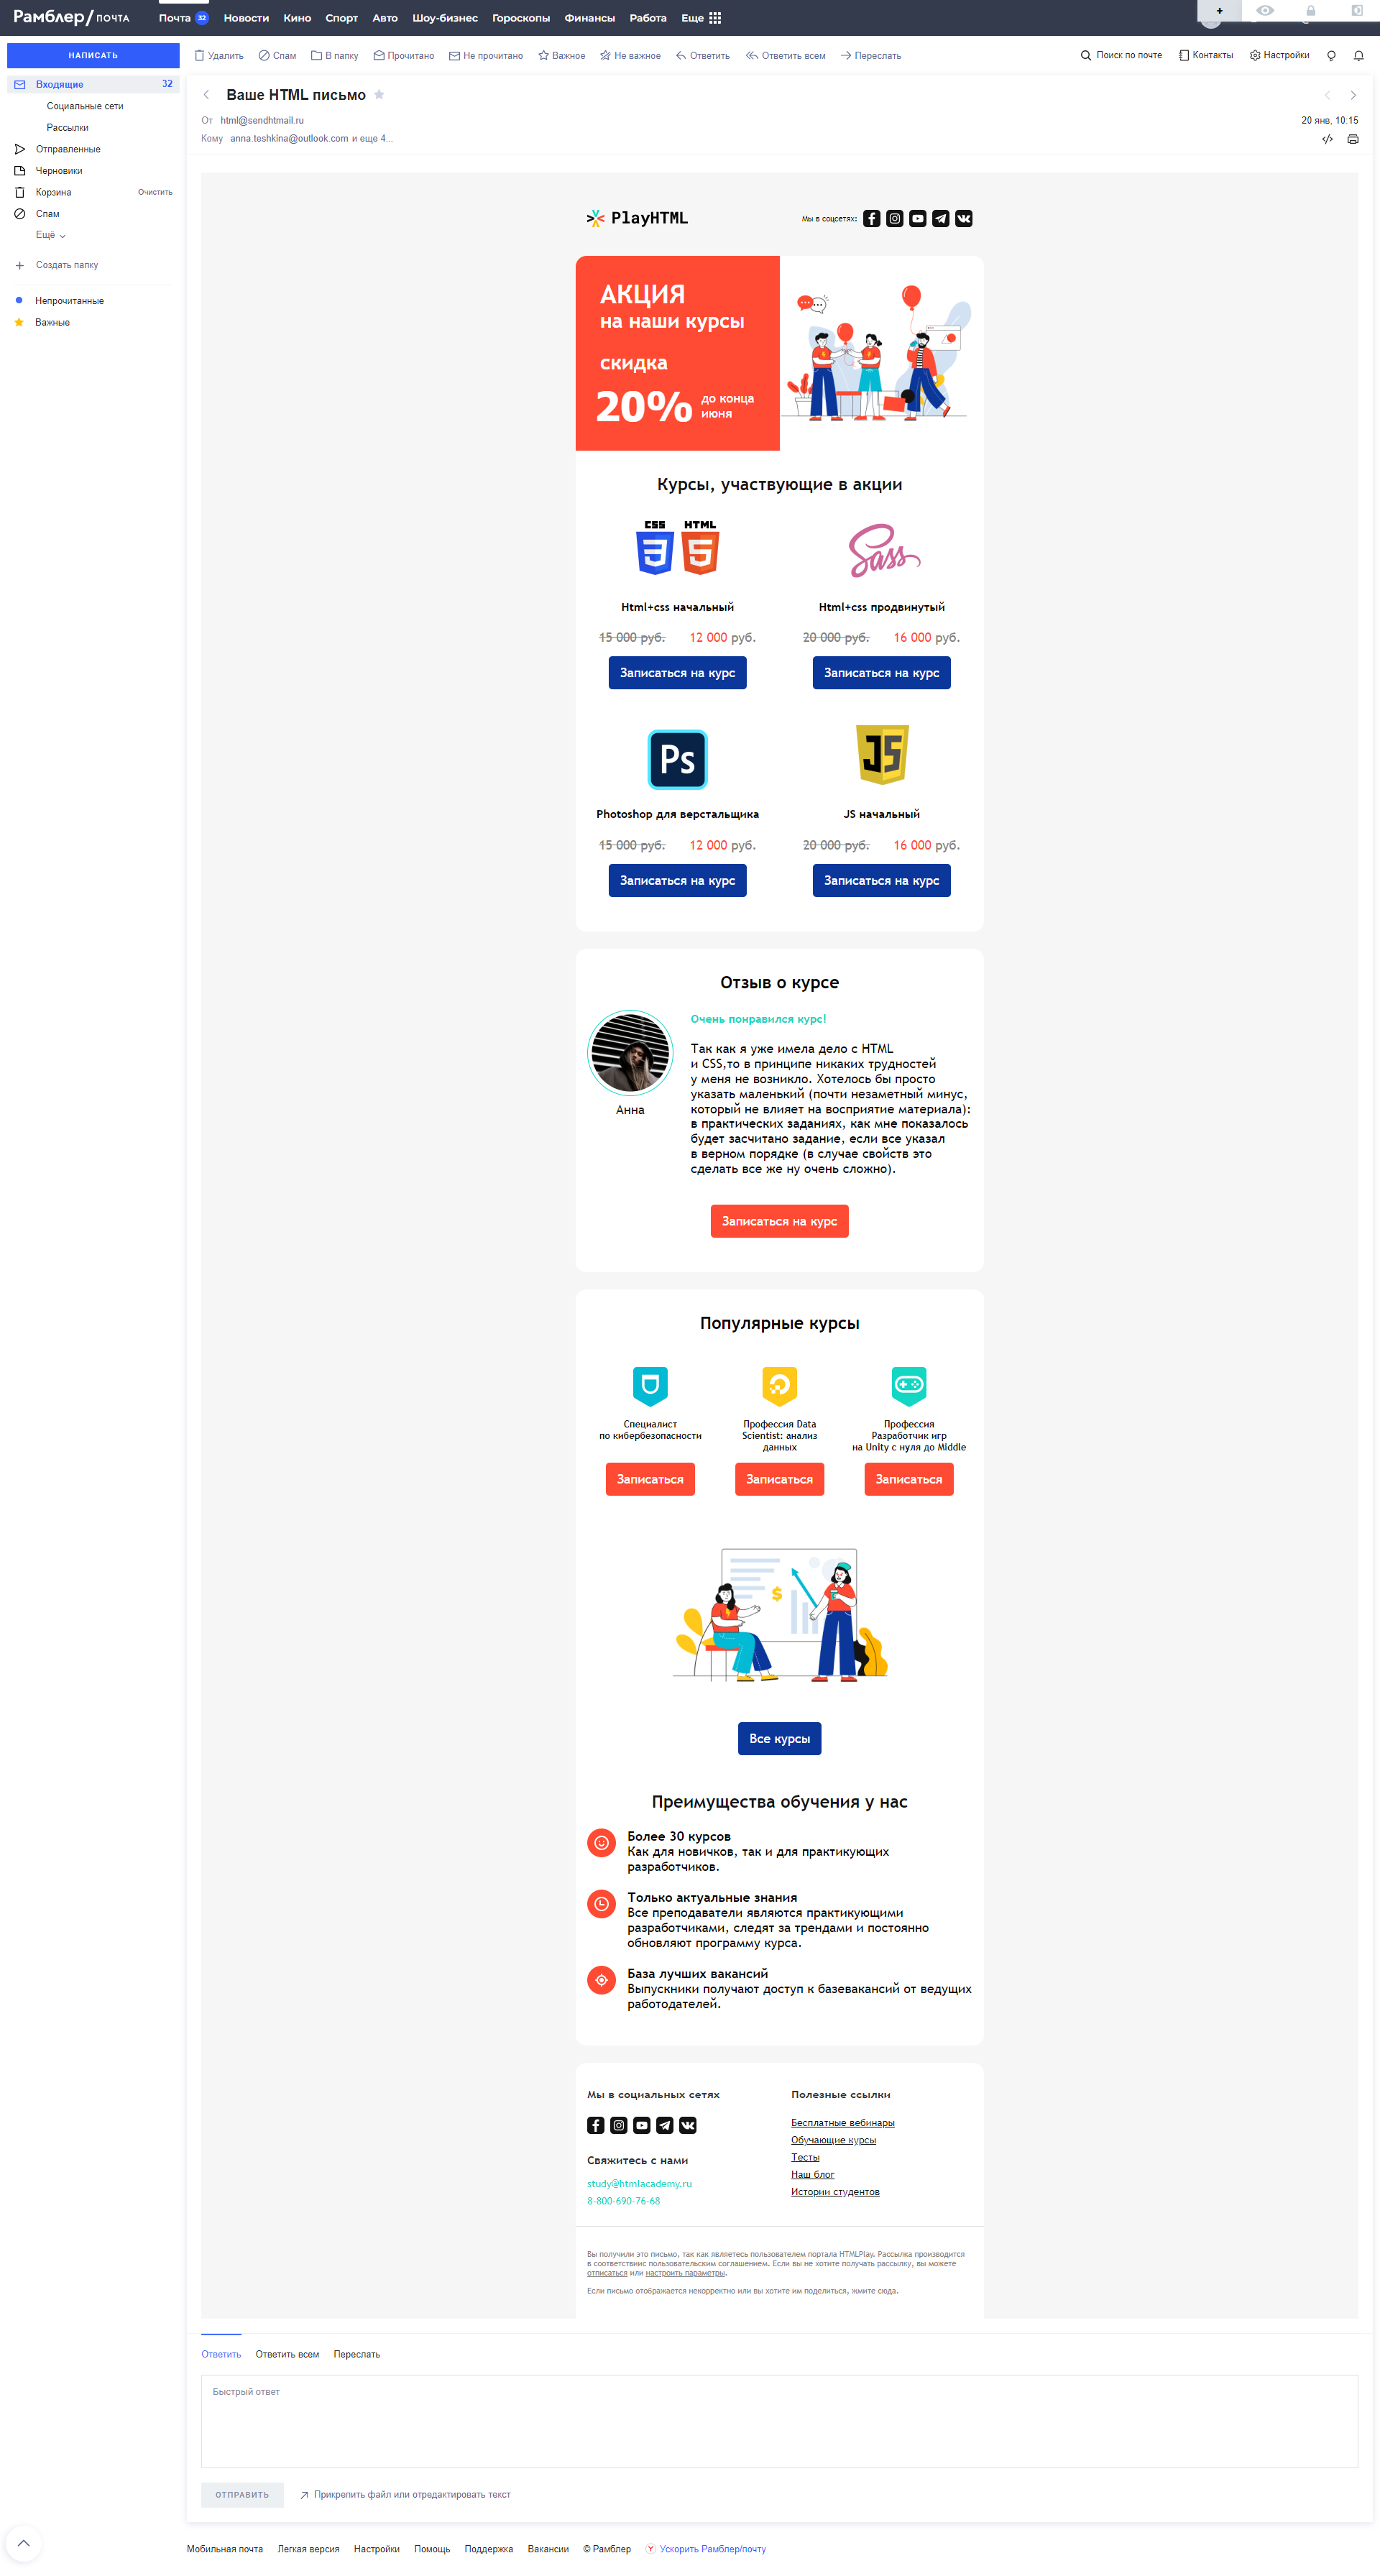 Рамблер/ПОЧТА
Почта 32 Новости Кино Спорт Авто Шоу-бизнес Гороскопы Финансы Работа Еще
+
НАПИСАТЬ
Удалить Спам В папку Прочитано Не прочитано Важное Не важное Ответить Ответить всем Переслать
Поиск по почте Контакты Настройки
Входящие 32
Социальные сети
Рассылки
Отправленные
Черновики
Корзина Очистить
Спам
Ещё
Создать папку
Непрочитанные
Важные
Ваше HTML письмо
От html@sendhtmail.ru
20 янв, 10:15
Кому anna.teshkina@outlook.com и еще 4...
PlayHTML
Мы в соцсетях:
АКЦИЯ
на наши курсы
скидка
20% до конца
июня
Курсы, участвующие в акции
CSS HTML
3 5
Sass
Html+css начальный
Html+css продвинутый
15 000 руб. 12 000 руб.
20 000 руб. 16 000 руб.
Записаться на курс
Записаться на курс
Ps
JS
Photoshop для верстальщика
JS начальный
15 000 руб. 12 000 руб.
20 000 руб. 16 000 руб.
Записаться на курс
Записаться на курс
Отзыв о курсе
Анна
Очень понравился курс!
Так как я уже имела дело с HTML
и CSS,то в принципе никаких трудностей
у меня не возникло. Хотелось бы просто
указать маленький (почти незаметный минус,
который не влияет на восприятие материала):
в практических заданиях, как мне показалось
будет засчитано задание, если все указал
в верном порядке (в случае свойств это
сделать все же ну очень сложно).
Записаться на курс
Популярные курсы
Специалист
по кибербезопасности
Профессия Data
Scientist: анализ
данных
Профессия
Разработчик игр
на Unity с нуля до Middle
Записаться
Записаться
Записаться
$
Все курсы
Преимущества обучения у нас
Более 30 курсов
Как для новичков, так и для практикующих
разработчиков.
Только актуальные знания
Все преподаватели являются практикующими
разработчиками, следят за трендами и постоянно
обновляют программу курса.
База лучших вакансий
Выпускники получают доступ к базевакансий от ведущих
работодателей.
Мы в социальных сетях
Свяжитесь с нами
study@htmlacademy.ru
8-800-690-76-68
Полезные ссылки
Бесплатные вебинары
Обучающие курсы
Тесты
Наш блог
Истории студентов
Вы получили это письмо, так как являетесь пользователем портала HTMLPlay. Рассылка производится
в соответствиис пользовательским соглашением. Если вы не хотите получать рассылку, вы можете
отписаться или настроить параметры.
Если письмо отображается некорректно или вы хотите им поделиться, жмите сюда.
Ответить Ответить всем Переслать
Быстрый ответ
ОТПРАВИТЬ
Прикрепить файл или отредактировать текст
Мобильная почта Легкая версия Настройки Помощь Поддержка Вакансии © Рамблер Ускорить Рамблер/почту